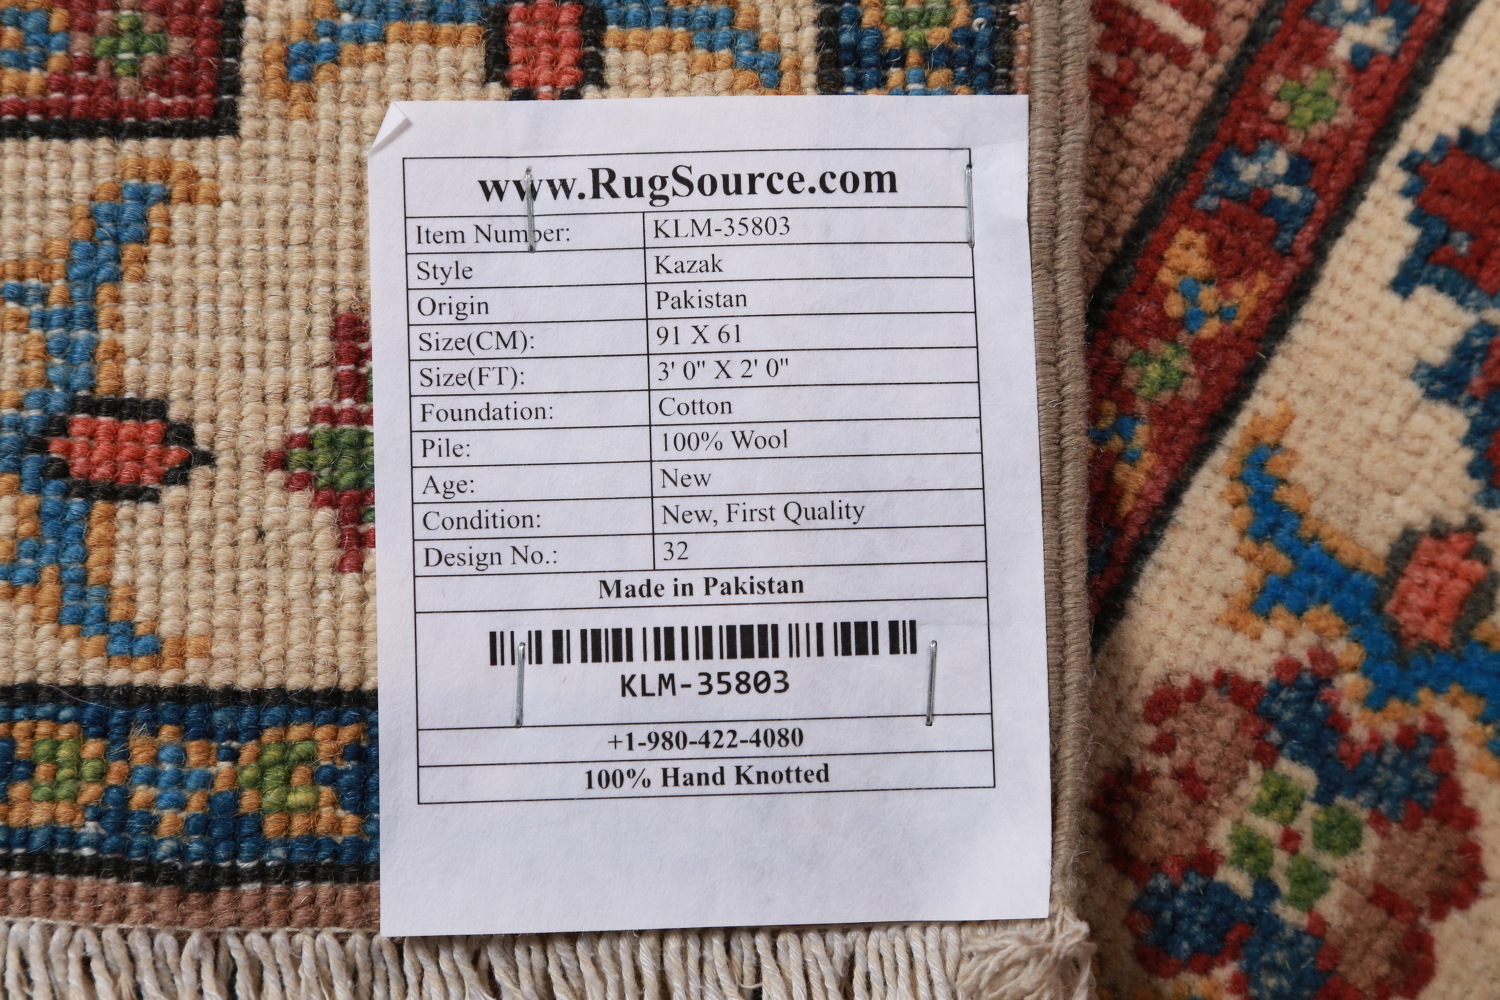 www.RugSource.com
Item Number: KLM-35803
Style Kazak
Origin Pakistan
Size(CM): 91 X 61
Size(FT): 3' 0" X 2' 0"
Foundation: Cotton
Pile: 100% Wool
Age: New
Condition: New, First Quality
Design No.: 32
Made in Pakistan
KLM-35803
+1-980-422-4080
100% Hand Knotted